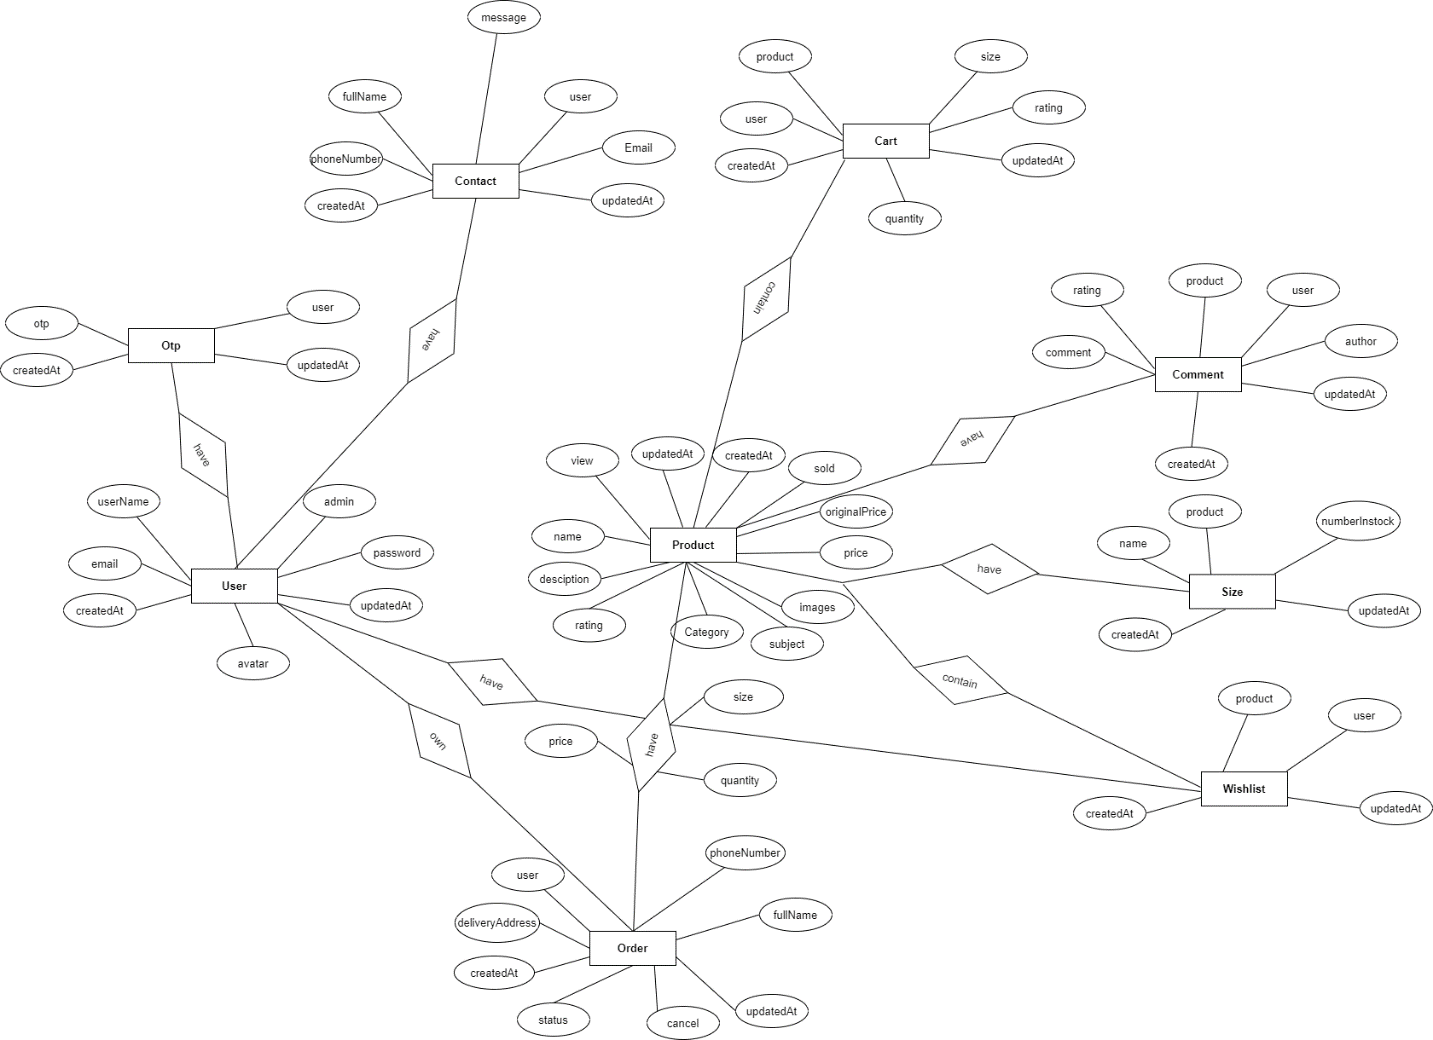 message
product
size
fullName
user
rating
user
Cart
phoneNumber
Email
createdAt
updatedAt
Contact
createdAt
updatedAt
quantity
contain
product
rating
user
otp
user
Otp
have
comment
author
createdAt
updatedAt
Comment
updatedAt
have
have
view
updatedAt
createdAt
sold
createdAt
userName
admin
originalPrice
product
numberInstock
name
Product
price
name
email
password
have
desciption
User
Size
createdAt
updatedAt
images
updatedAt
rating
Category
subject
createdAt
avatar
have
contain
size
product
user
own
price
have
quantity
Wishlist
createdAt
updatedAt
phoneNumber
user
deliveryAddress
fullName
Order
createdAt
status
cancel
updatedAt